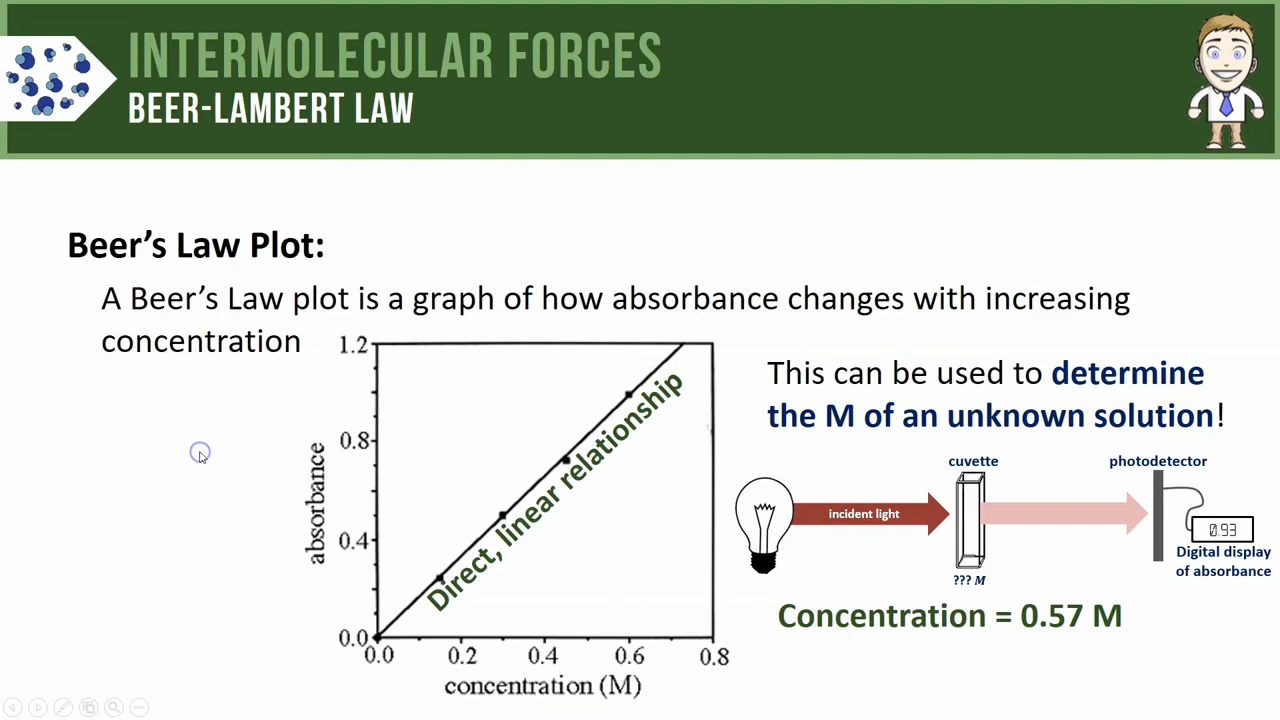 INTERMOLECULAR FORCES
BEER-LAMBERT LAW
Beer's Law Plot:
A Beer's Law plot is a graph of how absorbance changes with increasing
concentration
1.2
0.8
0.4
0.0
absorbance
Direct, linear relationship
0.0 0.2 0.4 0.6 0.8
concentration (M)
This can be used to determine
the M of an unknown solution!
cuvette
photodetector
incident light
0.93
Digital display
of absorbance
??? M
Concentration = 0.57 M